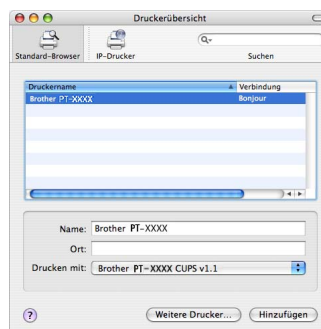 Druckerübersicht
Standard-Browser IP-Drucker Suchen
Druckername Verbindung
Brother PT-XXXX Bonjour
Name: Brother PT-XXXX
Ort:
Drucken mit: Brother PT-XXXX CUPS v1.1
? Weitere Drucker... Hinzufügen